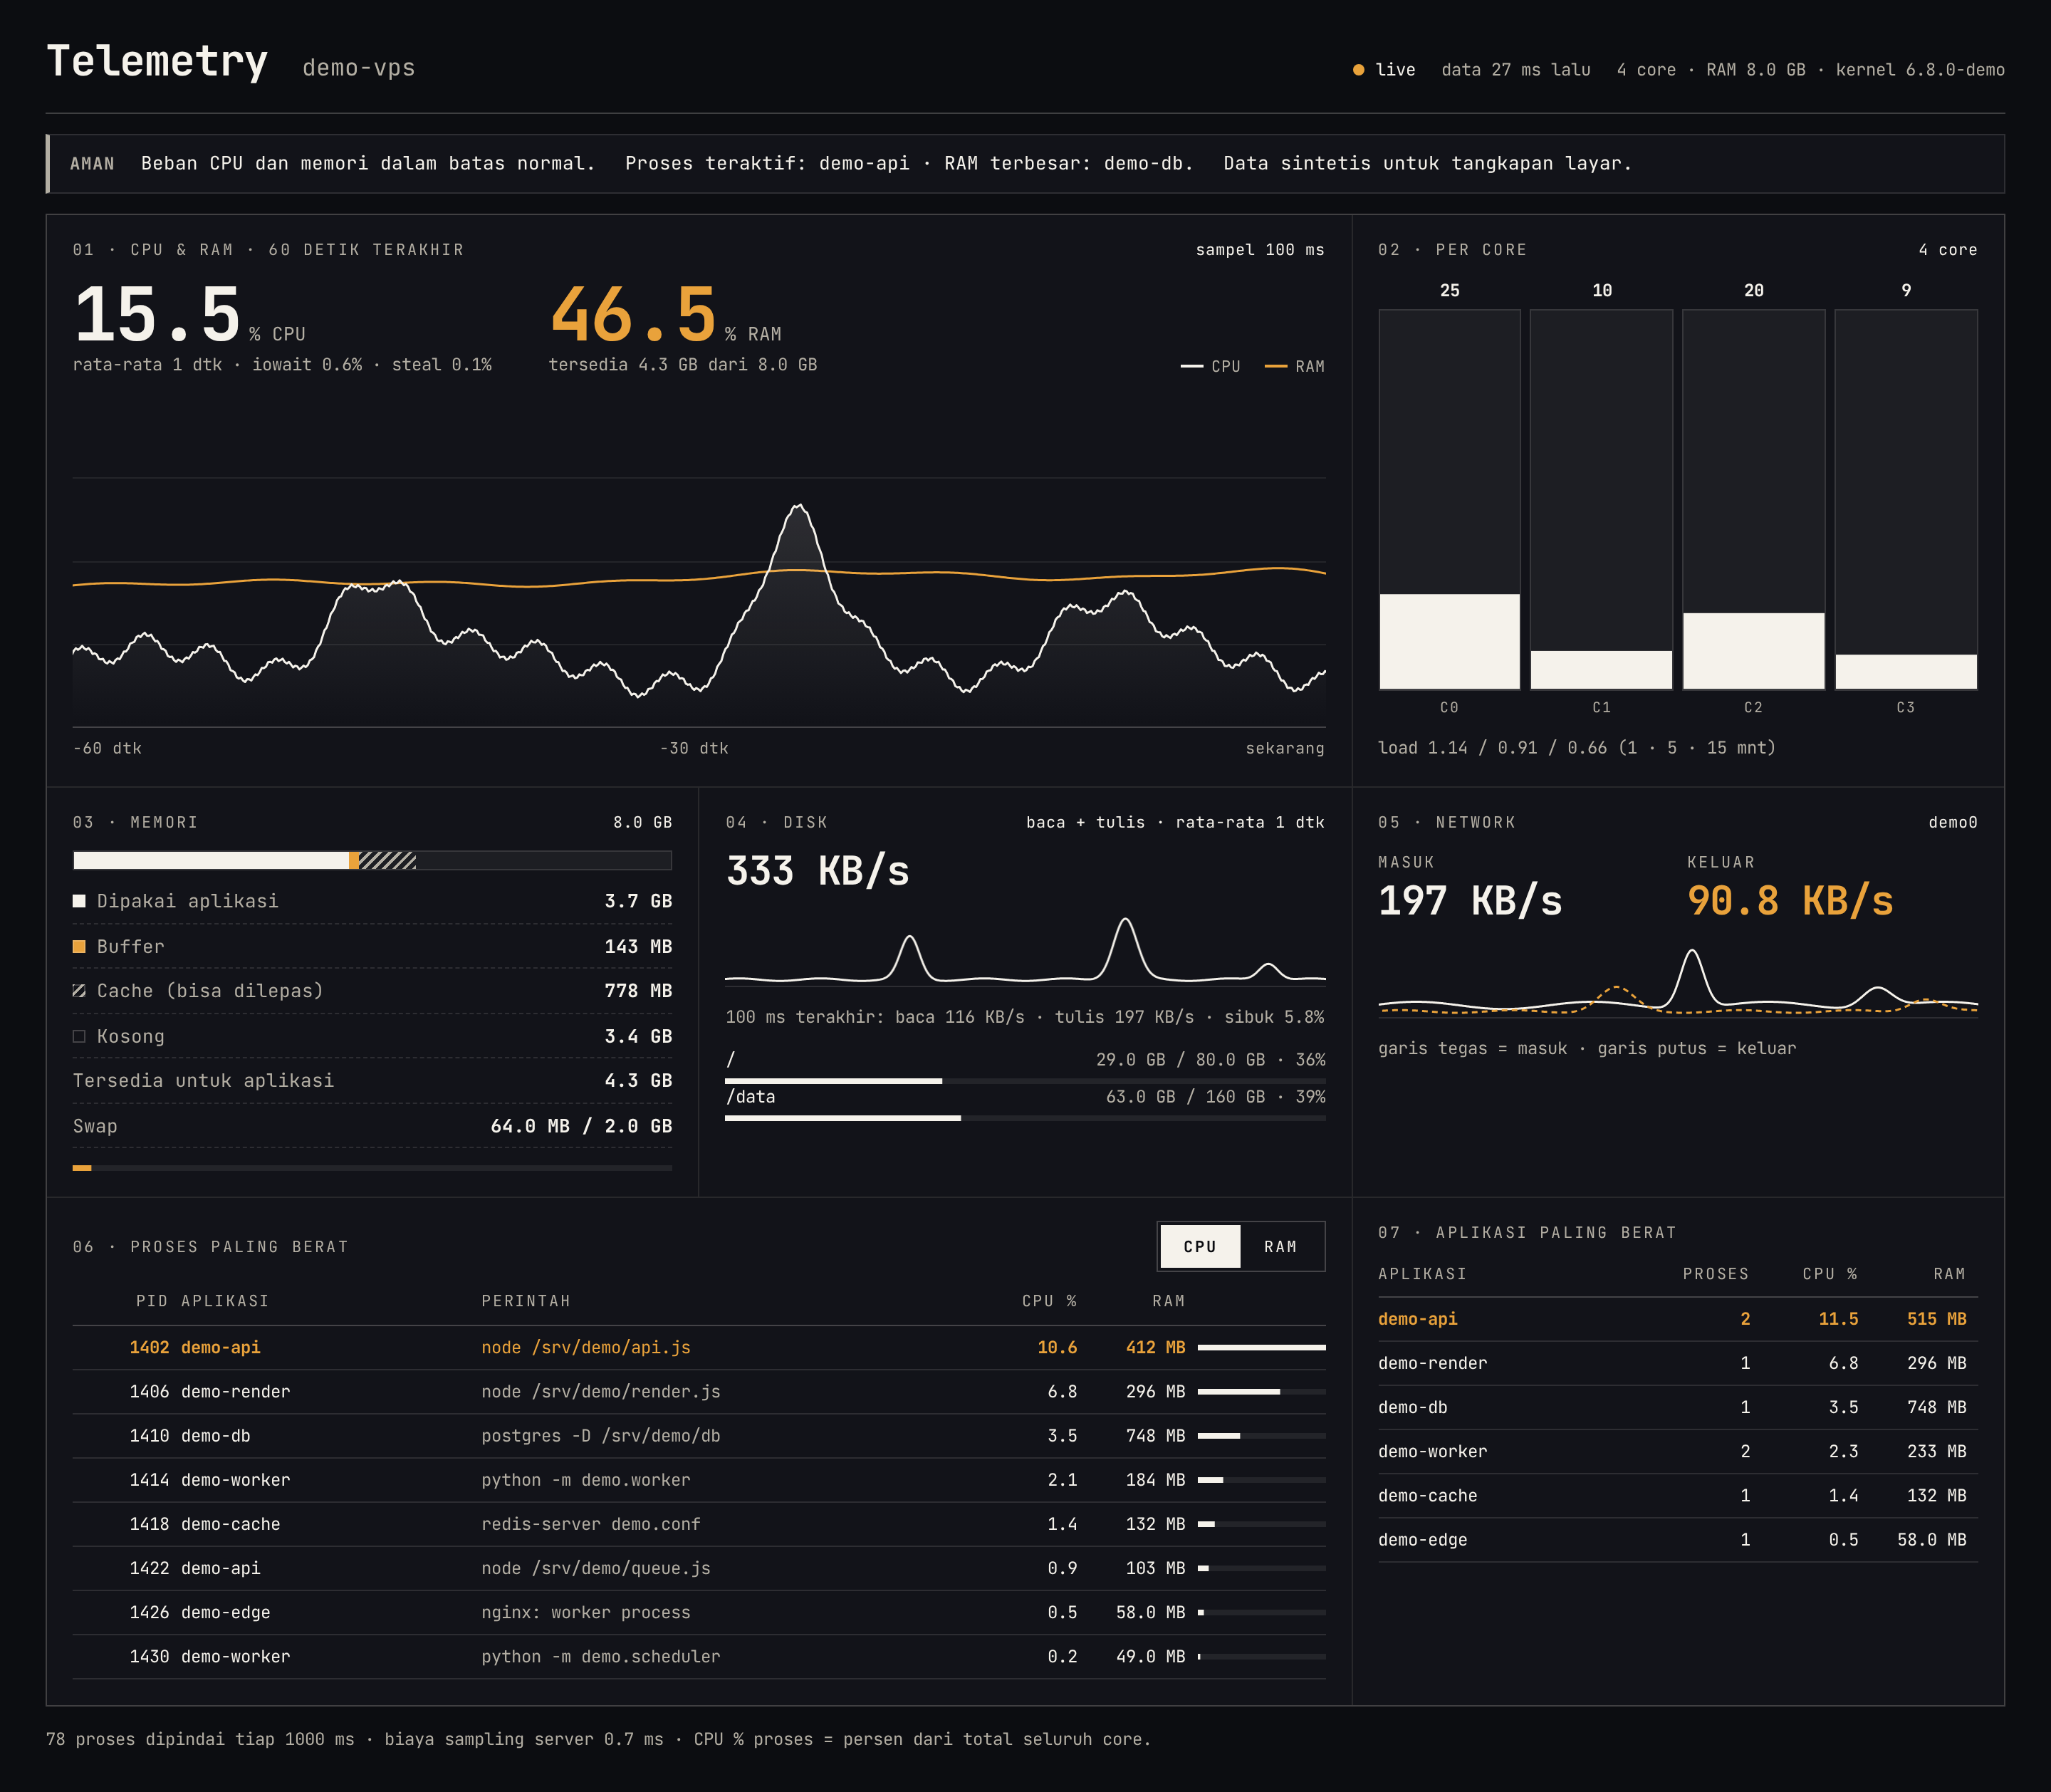 Telemetry demo-vps
live data 27 ms lalu 4 core · RAM 8.0 GB · kernel 6.8.0-demo
AMAN Beban CPU dan memori dalam batas normal. Proses teraktif: demo-api · RAM terbesar: demo-db. Data sintetis untuk tangkapan layar.
01 · CPU & RAM · 60 DETIK TERAKHIR
sampel 100 ms
15.5 % CPU
rata-rata 1 dtk · iowait 0.6% · steal 0.1%
46.5 % RAM
tersedia 4.3 GB dari 8.0 GB
CPU RAM
-60 dtk -30 dtk sekarang
02 · PER CORE
4 core
25 10 20 9
C0 C1 C2 C3
load 1.14 / 0.91 / 0.66 (1 · 5 · 15 mnt)
03 · MEMORI 8.0 GB
Dipakai aplikasi 3.7 GB
Buffer 143 MB
Cache (bisa dilepas) 778 MB
Kosong 3.4 GB
Tersedia untuk aplikasi 4.3 GB
Swap 64.0 MB / 2.0 GB
04 · DISK baca + tulis · rata-rata 1 dtk
333 KB/s
100 ms terakhir: baca 116 KB/s · tulis 197 KB/s · sibuk 5.8%
/ 29.0 GB / 80.0 GB · 36%
/data 63.0 GB / 160 GB · 39%
05 · NETWORK demo0
MASUK KELUAR
197 KB/s 90.8 KB/s
garis tegas = masuk · garis putus = keluar
06 · PROSES PALING BERAT
CPU RAM
PID APLIKASI PERINTAH CPU % RAM
1402 demo-api node /srv/demo/api.js 10.6 412 MB
1406 demo-render node /srv/demo/render.js 6.8 296 MB
1410 demo-db postgres -D /srv/demo/db 3.5 748 MB
1414 demo-worker python -m demo.worker 2.1 184 MB
1418 demo-cache redis-server demo.conf 1.4 132 MB
1422 demo-api node /srv/demo/queue.js 0.9 103 MB
1426 demo-edge nginx: worker process 0.5 58.0 MB
1430 demo-worker python -m demo.scheduler 0.2 49.0 MB
07 · APLIKASI PALING BERAT
APLIKASI PROSES CPU % RAM
demo-api 2 11.5 515 MB
demo-render 1 6.8 296 MB
demo-db 1 3.5 748 MB
demo-worker 2 2.3 233 MB
demo-cache 1 1.4 132 MB
demo-edge 1 0.5 58.0 MB
78 proses dipindai tiap 1000 ms · biaya sampling server 0.7 ms · CPU % proses = persen dari total seluruh core.